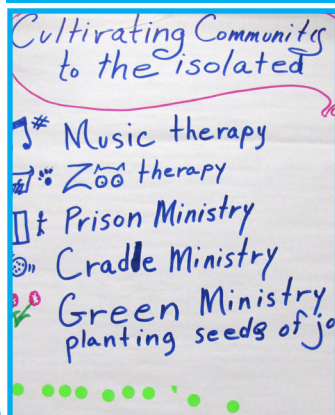 Cultivating Community
to the isolated
Music therapy
Zoo therapy
Prison Ministry
Cradle Ministry
Green Ministry
planting seeds of jo